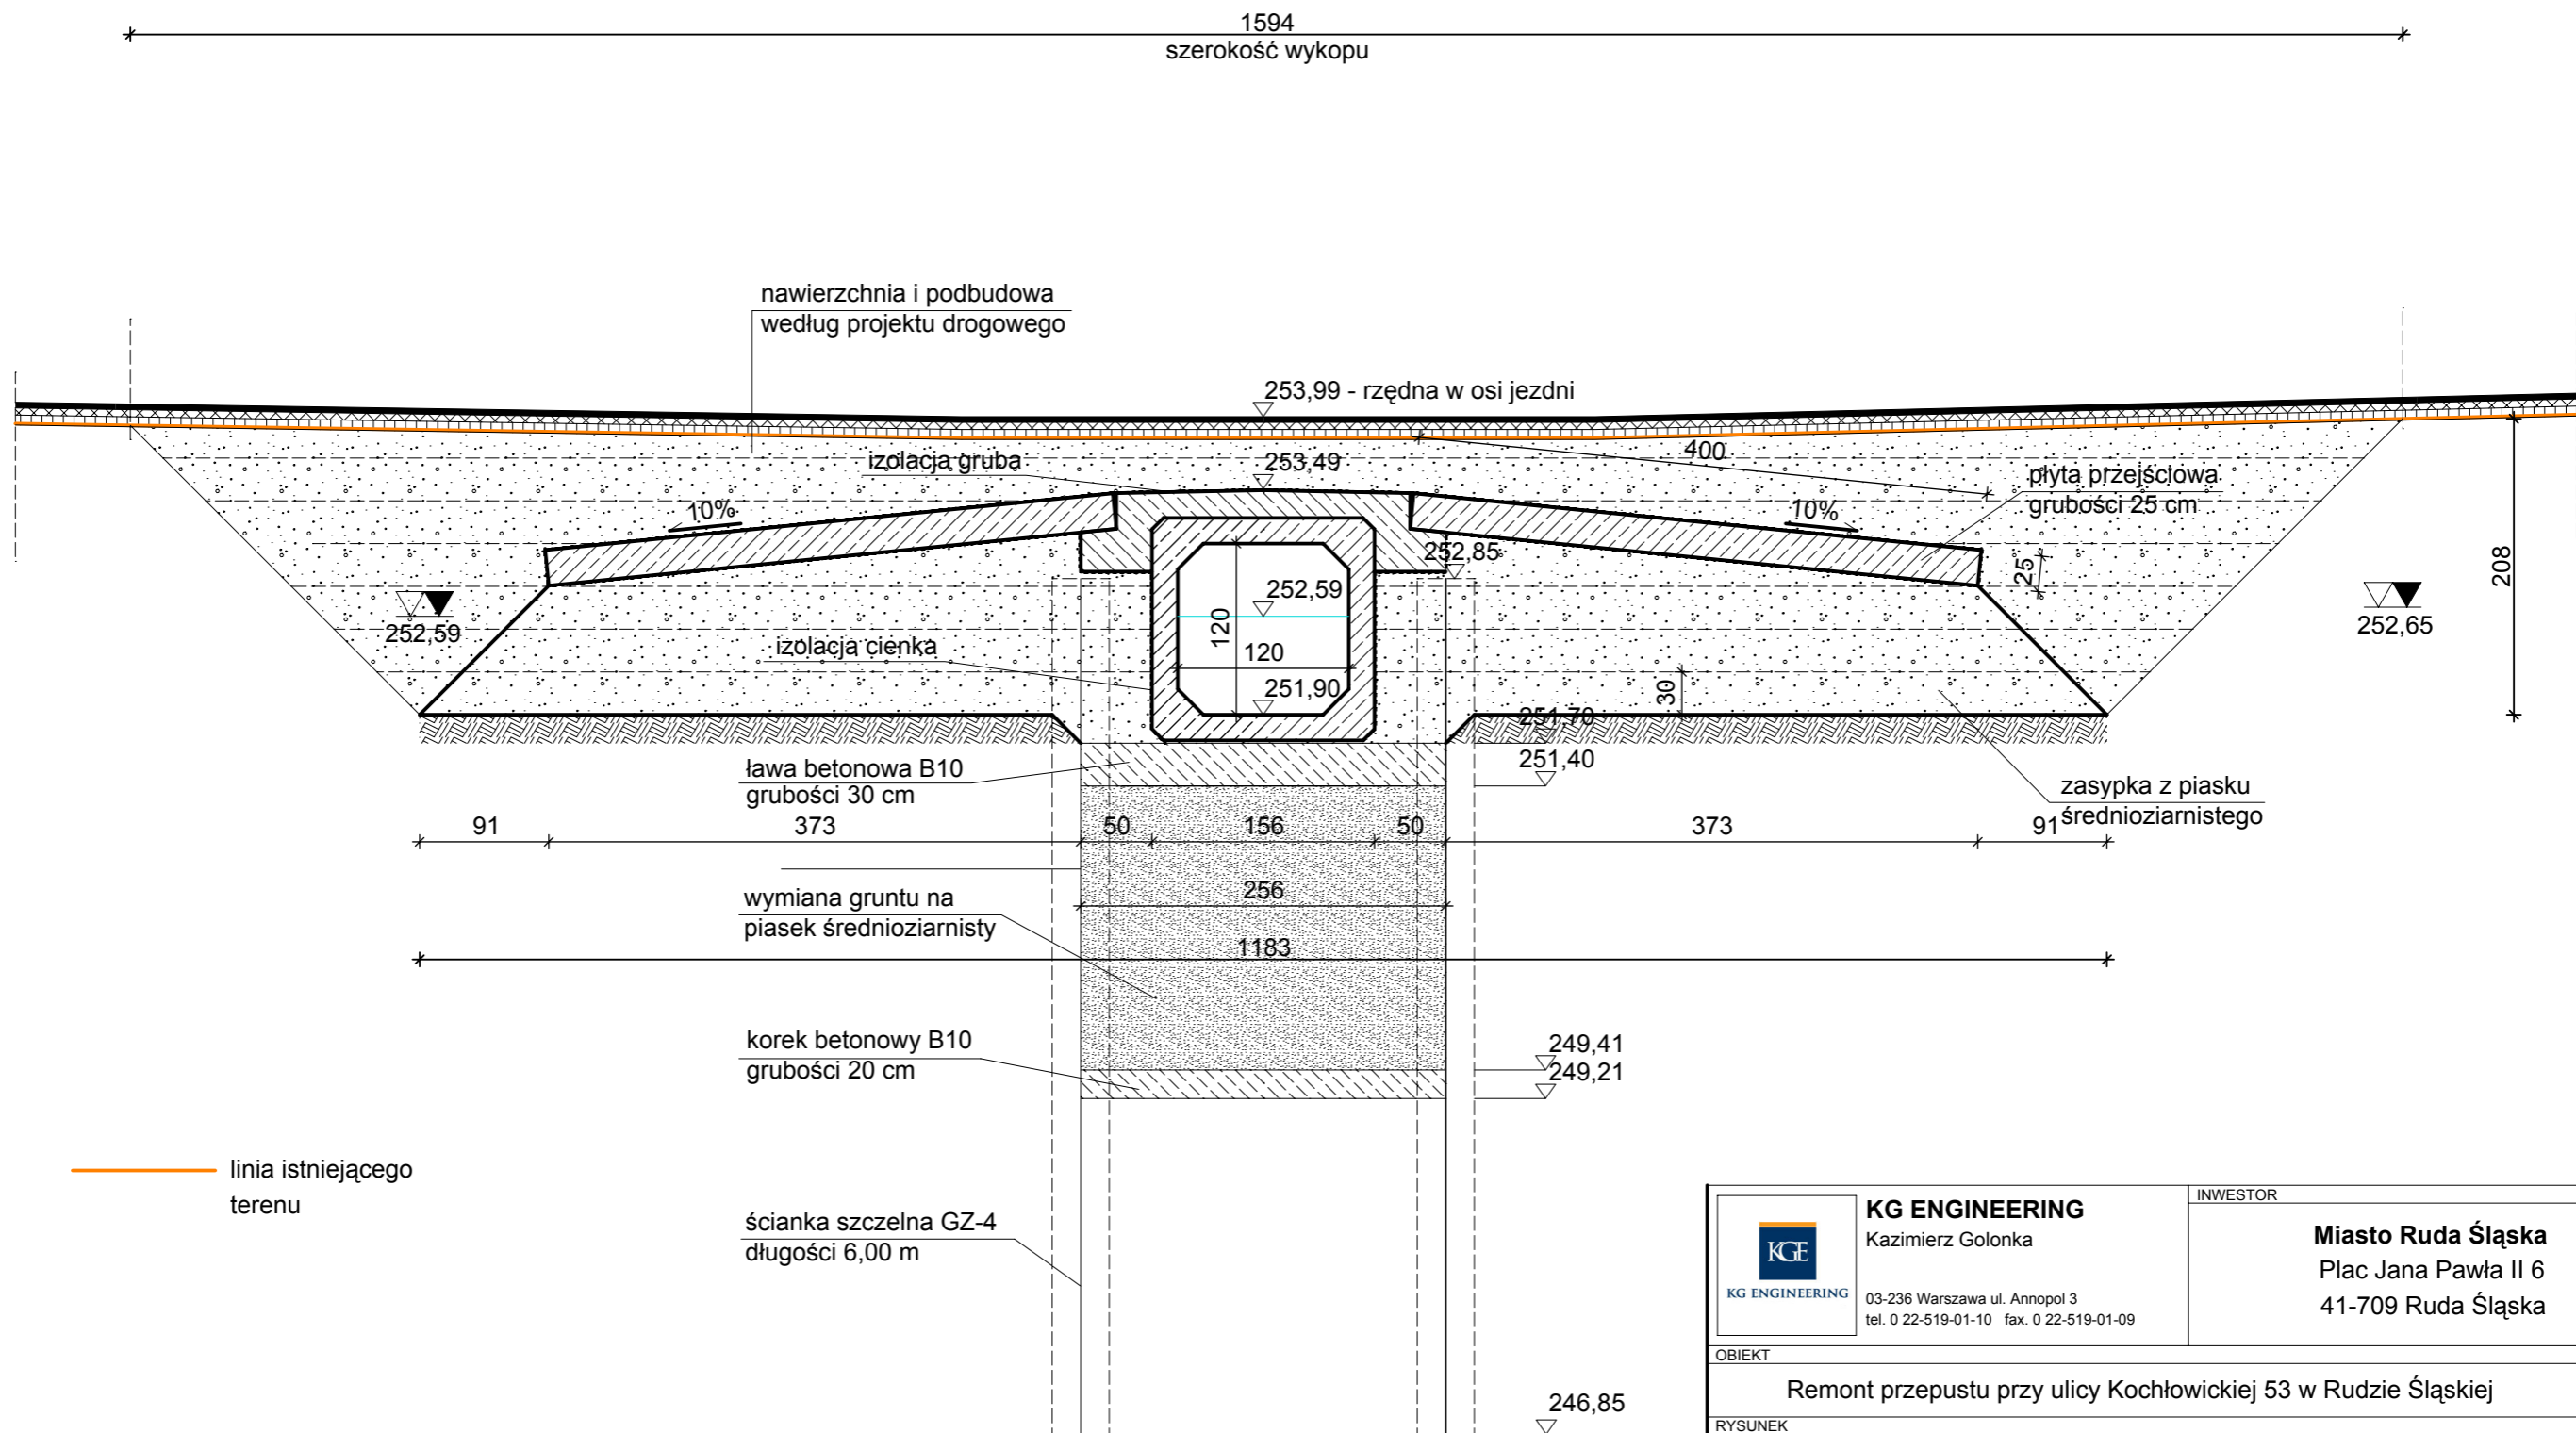 1594
szerokość wykopu
nawierzchnia i podbudowa
według projektu drogowego
253,99 - rzędna w osi jezdni
izolacja gruba
253,49
400
płyta przejściowa
grubości 25 cm
10%
10%
252,85
25
208
252,59
120
252,59
252,65
izolacja cienka
120
251,90
30
251,70
251,40
ława betonowa B10
grubości 30 cm
zasypka z piasku
średnioziarnistego
91
373
50
156
50
373
91
256
wymiana gruntu na
piasek średnioziarnisty
1183
korek betonowy B10
grubości 20 cm
249,41
249,21
linia istniejącego
terenu
ścianka szczelna GZ-4
długości 6,00 m
246,85
KGE
KG ENGINEERING
KG ENGINEERING
Kazimierz Golonka
03-236 Warszawa ul. Annopol 3
tel. 0 22-519-01-10 fax. 0 22-519-01-09
INWESTOR
Miasto Ruda Śląska
Plac Jana Pawła II 6
41-709 Ruda Śląska
OBIEKT
Remont przepustu przy ulicy Kochłowickiej 53 w Rudzie Śląskiej
RYSUNEK